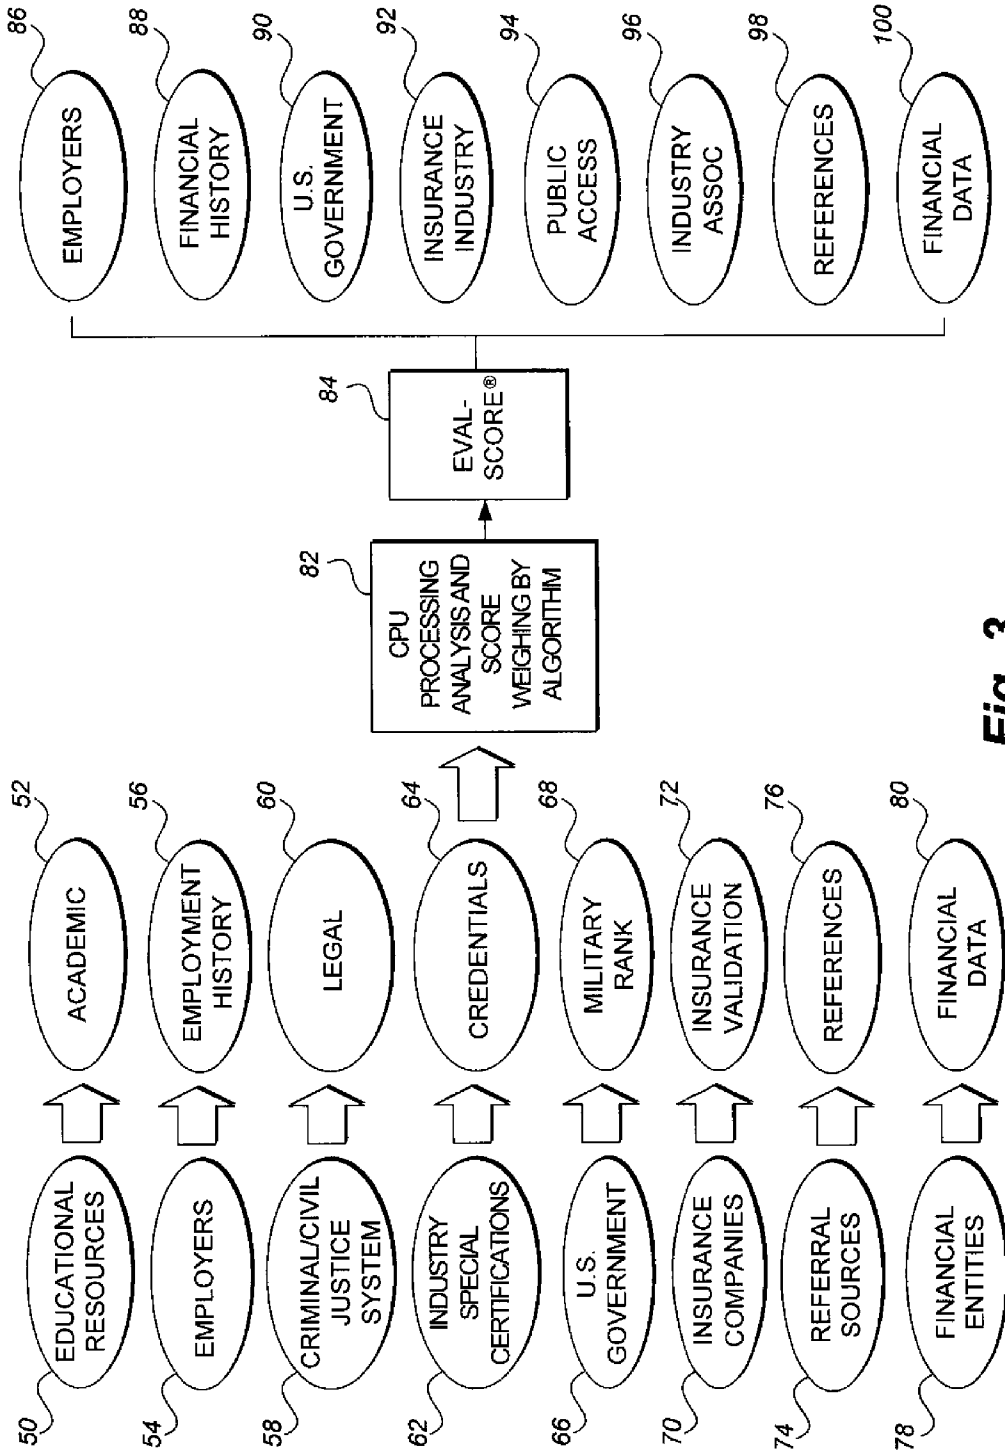 50
EDUCATIONAL
RESOURCES
52
ACADEMIC
54
EMPLOYERS
56
EMPLOYMENT
HISTORY
58
CRIMINAL/CIVIL
JUSTICE
SYSTEM
60
LEGAL
62
INDUSTRY
SPECIAL
CERTIFICATIONS
64
CREDENTIALS
66
U.S.
GOVERNMENT
68
MILITARY
RANK
70
INSURANCE
COMPANIES
72
INSURANCE
VALIDATION
74
REFERRAL
SOURCES
76
REFERENCES
78
FINANCIAL
ENTITIES
80
FINANCIAL
DATA
82
CPU
PROCESSING
ANALYSIS AND
SCORE
WEIGHING BY
ALGORITHM
84
EVAL-
SCORE®
86
EMPLOYERS
88
FINANCIAL
HISTORY
90
U.S.
GOVERNMENT
92
INSURANCE
INDUSTRY
94
PUBLIC
ACCESS
96
INDUSTRY
ASSOC
98
REFERENCES
100
FINANCIAL
DATA
Fig. 3